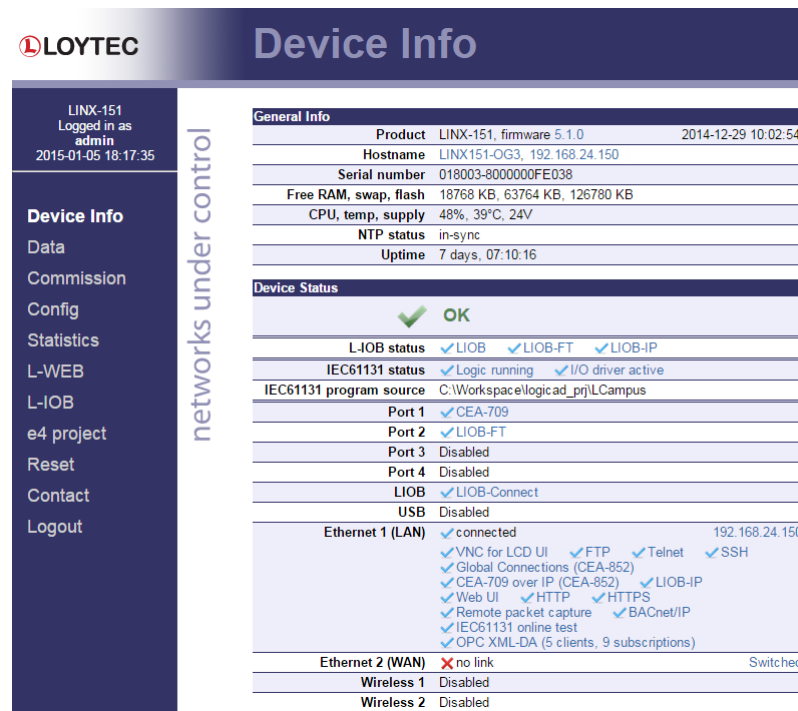 LOYTEC
Device Info
LINX-151
Logged in as
admin
2015-01-05 18:17:35
Device Info
Data
Commission
Config
Statistics
L-WEB
L-IOB
e4 project
Reset
Contact
Logout
networks under control
General Info
Product LINX-151, firmware 5.1.0 2014-12-29 10:02:54
Hostname LINX151-OG3, 192.168.24.150
Serial number 018003-8000000FE038
Free RAM, swap, flash 18768 KB, 63764 KB, 126780 KB
CPU, temp, supply 48%, 39°C, 24V
NTP status in-sync
Uptime 7 days, 07:10:16
Device Status
OK
L-IOB status LIOB LIOB-FT LIOB-IP
IEC61131 status Logic running I/O driver active
IEC61131 program source C:\Workspace\logicad_prj\LCampus
Port 1 CEA-709
Port 2 LIOB-FT
Port 3 Disabled
Port 4 Disabled
LIOB LIOB-Connect
USB Disabled
Ethernet 1 (LAN) connected 192.168.24.150
VNC for LCD UI FTP Telnet SSH
Global Connections (CEA-852)
CEA-709 over IP (CEA-852) LIOB-IP
Web UI HTTP HTTPS
Remote packet capture BACnet/IP
IEC61131 online test
OPC XML-DA (5 clients, 9 subscriptions)
Ethernet 2 (WAN) no link Switched
Wireless 1 Disabled
Wireless 2 Disabled